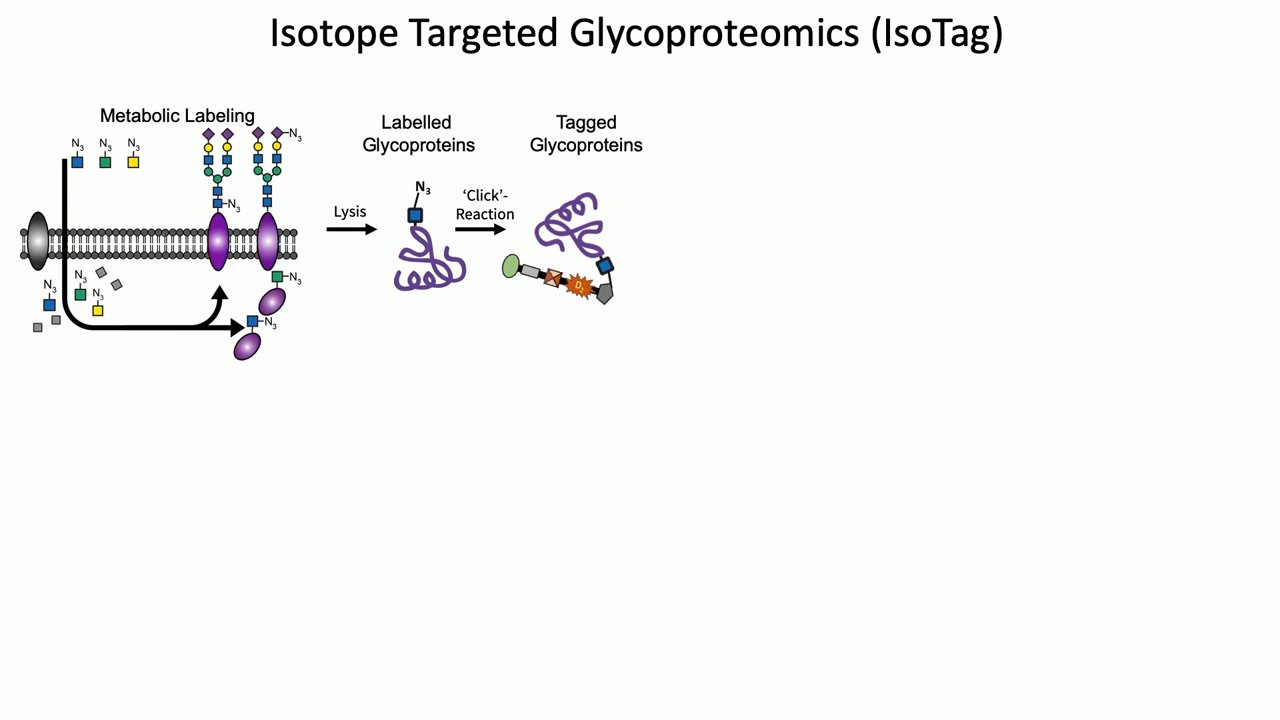 Isotope Targeted Glycoproteomics (IsoTag)
Metabolic Labeling
N3 N3 N3
N3
N3
N3
N3
N3
N3
N3
Labelled
Glycoproteins
Tagged
Glycoproteins
Lysis
N3
‘Click’-
Reaction
D2